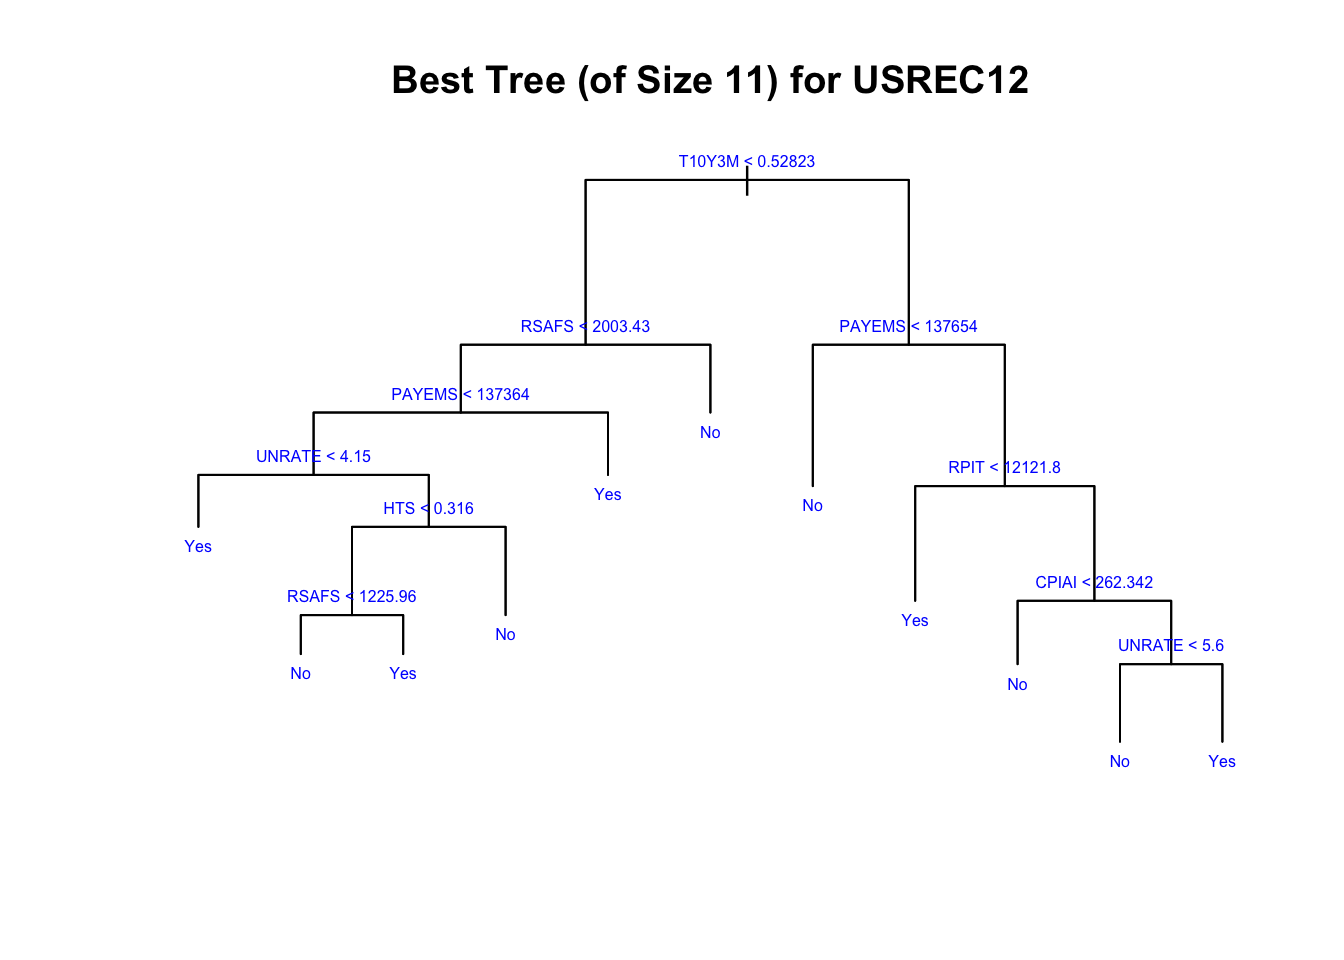 Best Tree (of Size 11) for USREC12
T10Y3M < 0.52823
RSAFS < 2003.43
PAYEMS < 137654
PAYEMS < 137364
No
UNRATE < 4.15
RPIT < 12121.8
Yes
No
HTS < 0.316
Yes
CPIAI < 262.342
RSAFS < 1225.96
Yes
No
UNRATE < 5.6
No
Yes
No
No
Yes